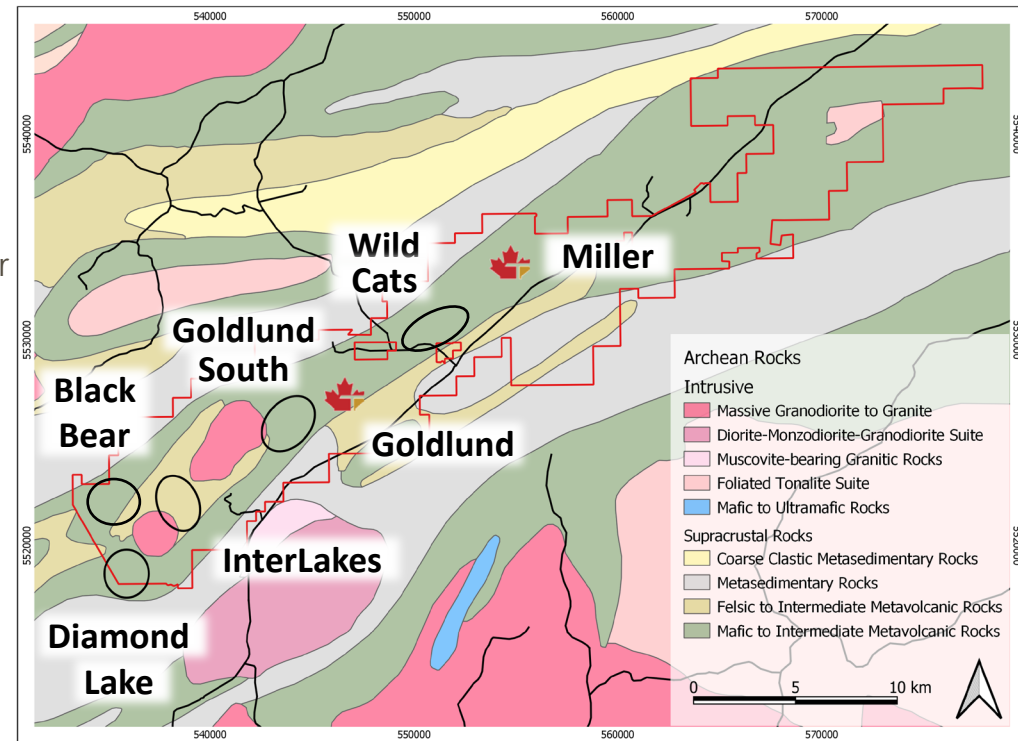 540000
550000
560000
570000
5540000
5540000
r
Wild
Cats
Miller
Goldlund
South
5530000
5530000
Black
Bear
Goldlund
InterLakes
5520000
5520000
Diamond
Lake
Archean Rocks
Intrusive
Massive Granodiorite to Granite
Diorite-Monzodiorite-Granodiorite Suite
Muscovite-bearing Granitic Rocks
Foliated Tonalite Suite
Mafic to Ultramafic Rocks
Supracrustal Rocks
Coarse Clastic Metasedimentary Rocks
Metasedimentary Rocks
Felsic to Intermediate Metavolcanic Rocks
Mafic to Intermediate Metavolcanic Rocks
0 5 10 km
540000
550000
560000
570000